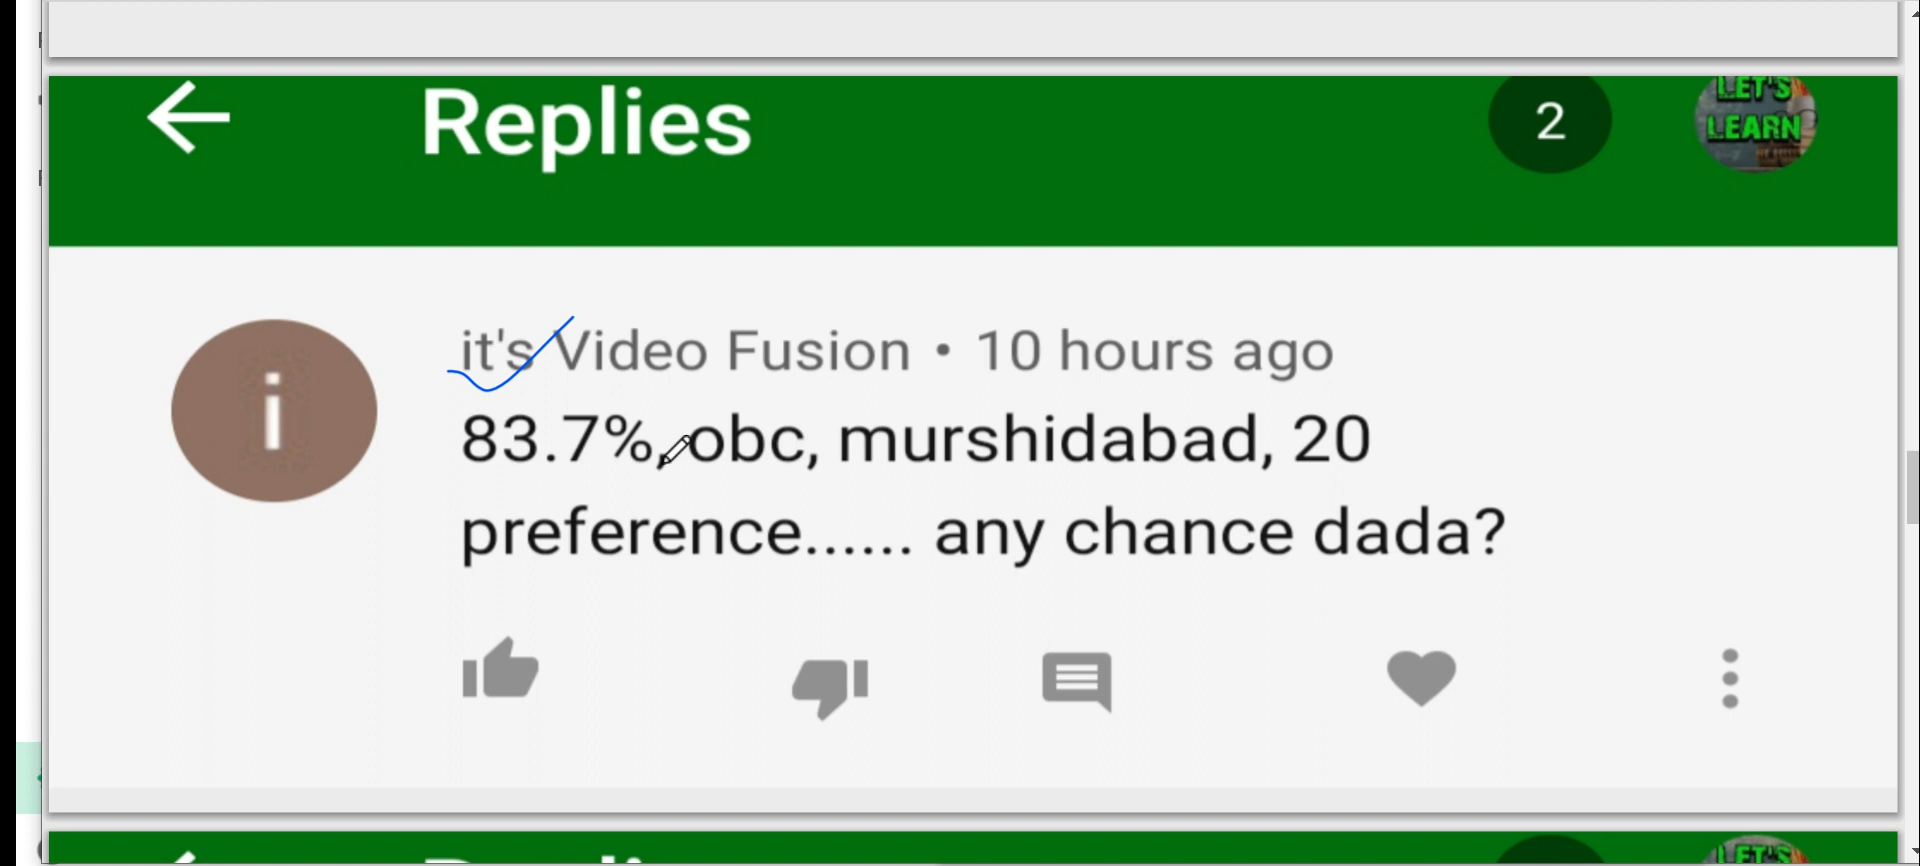 Replies
2
LET'S
LEARN
it's Video Fusion • 10 hours ago
i
83.7%, obc, murshidabad, 20
preference...... any chance dada?
LET'S